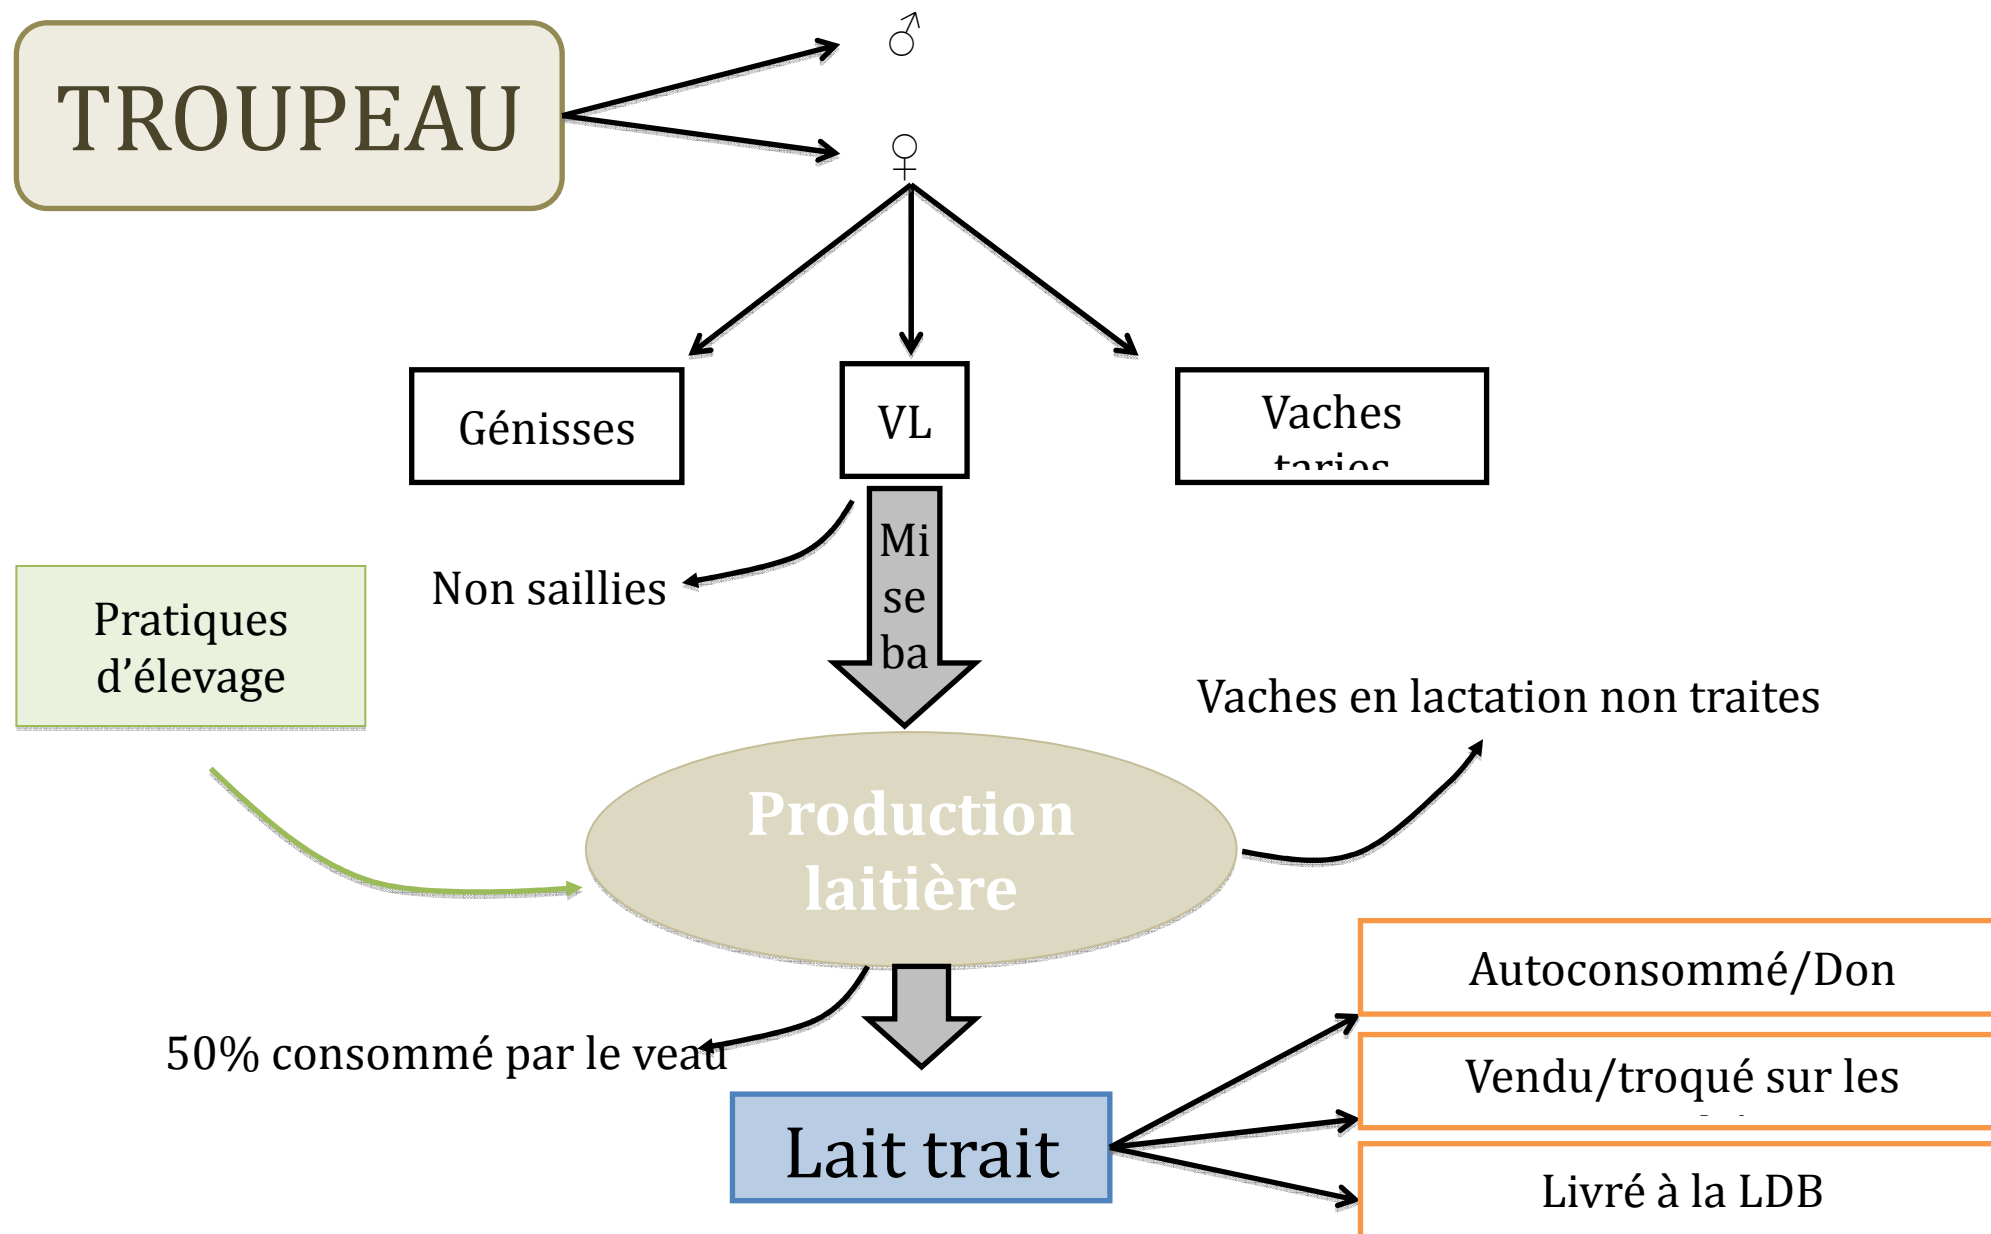 TROUPEAU
♂
♀
Génisses
VL
Vaches
taries
Mi
se
ba
Non saillies
Pratiques
d’élevage
Vaches en lactation non traites
Production
laitière
50% consommé par le veau
Autoconsommé/Don
Vendu/troqué sur les
Lait trait
Livré à la LDB